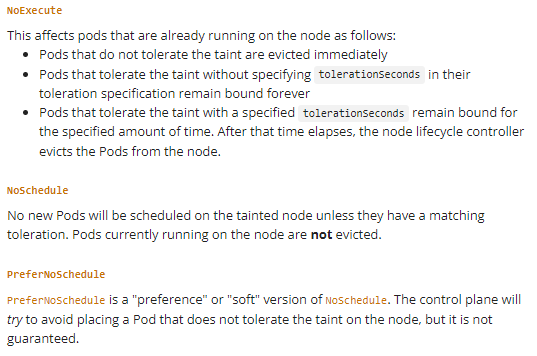 NoExecute
This affects pods that are already running on the node as follows:
• Pods that do not tolerate the taint are evicted immediately
• Pods that tolerate the taint without specifying tolerationSeconds in their
toleration specification remain bound forever
• Pods that tolerate the taint with a specified tolerationSeconds remain bound for
the specified amount of time. After that time elapses, the node lifecycle controller
evicts the Pods from the node.
NoSchedule
No new Pods will be scheduled on the tainted node unless they have a matching
toleration. Pods currently running on the node are not evicted.
PreferNoSchedule
PreferNoSchedule is a "preference" or "soft" version of NoSchedule. The control plane will
try to avoid placing a Pod that does not tolerate the taint on the node, but it is not
guaranteed.